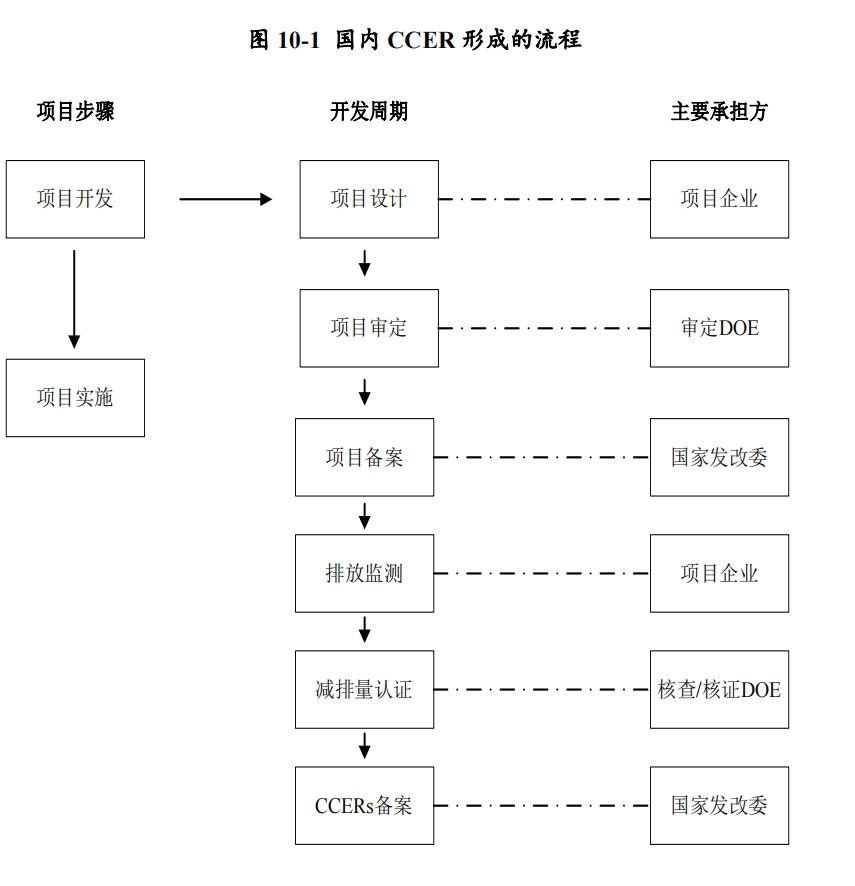 图 10-1 国内 CCER 形成的流程
项目步骤 开发周期 主要承担方
项目开发 项目设计 项目企业
项目审定 审定DOE
项目实施
项目备案 国家发改委
排放监测 项目企业
减排量认证 核查/核证DOE
CCERs备案 国家发改委